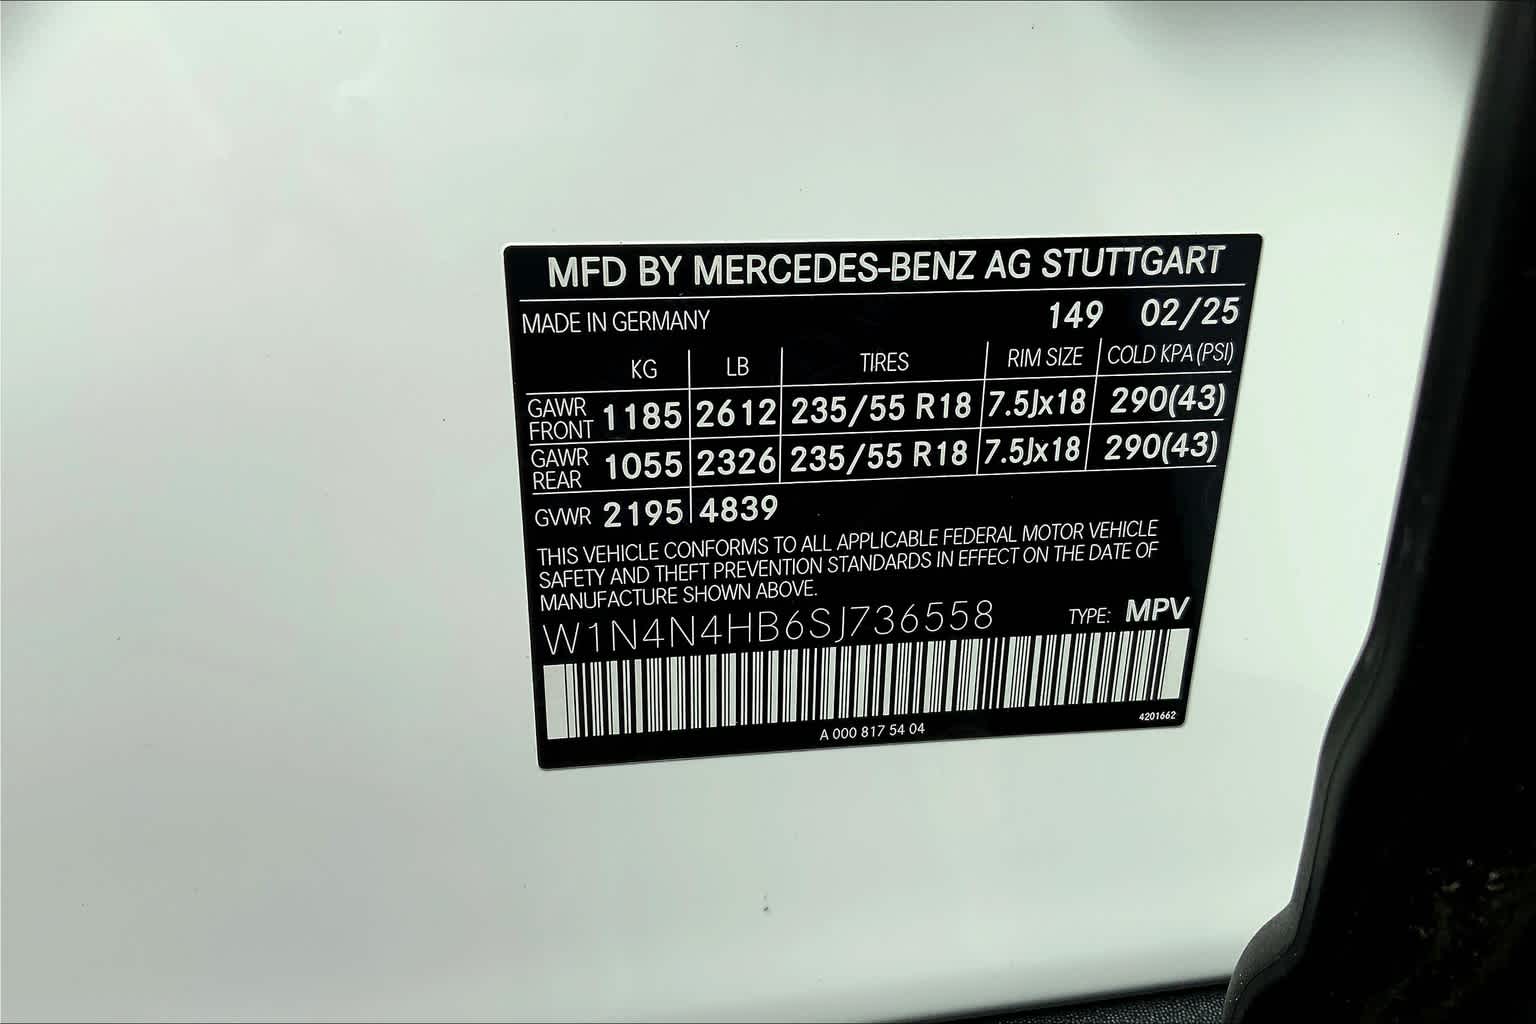 MFD BY MERCEDES-BENZ AG STUTTGART
MADE IN GERMANY 149 02/25
KG LB TIRES RIM SIZE COLD KPA (PSI)
GAWR FRONT 1185 2612 235/55 R18 7.5Jx18 290(43)
GAWR REAR 1055 2326 235/55 R18 7.5Jx18 290(43)
GVWR 2195 4839
THIS VEHICLE CONFORMS TO ALL APPLICABLE FEDERAL MOTOR VEHICLE
SAFETY AND THEFT PREVENTION STANDARDS IN EFFECT ON THE DATE OF
MANUFACTURE SHOWN ABOVE.
W1N4N4HB6SJ736558 TYPE: MPV
A 000 817 54 04 4201662